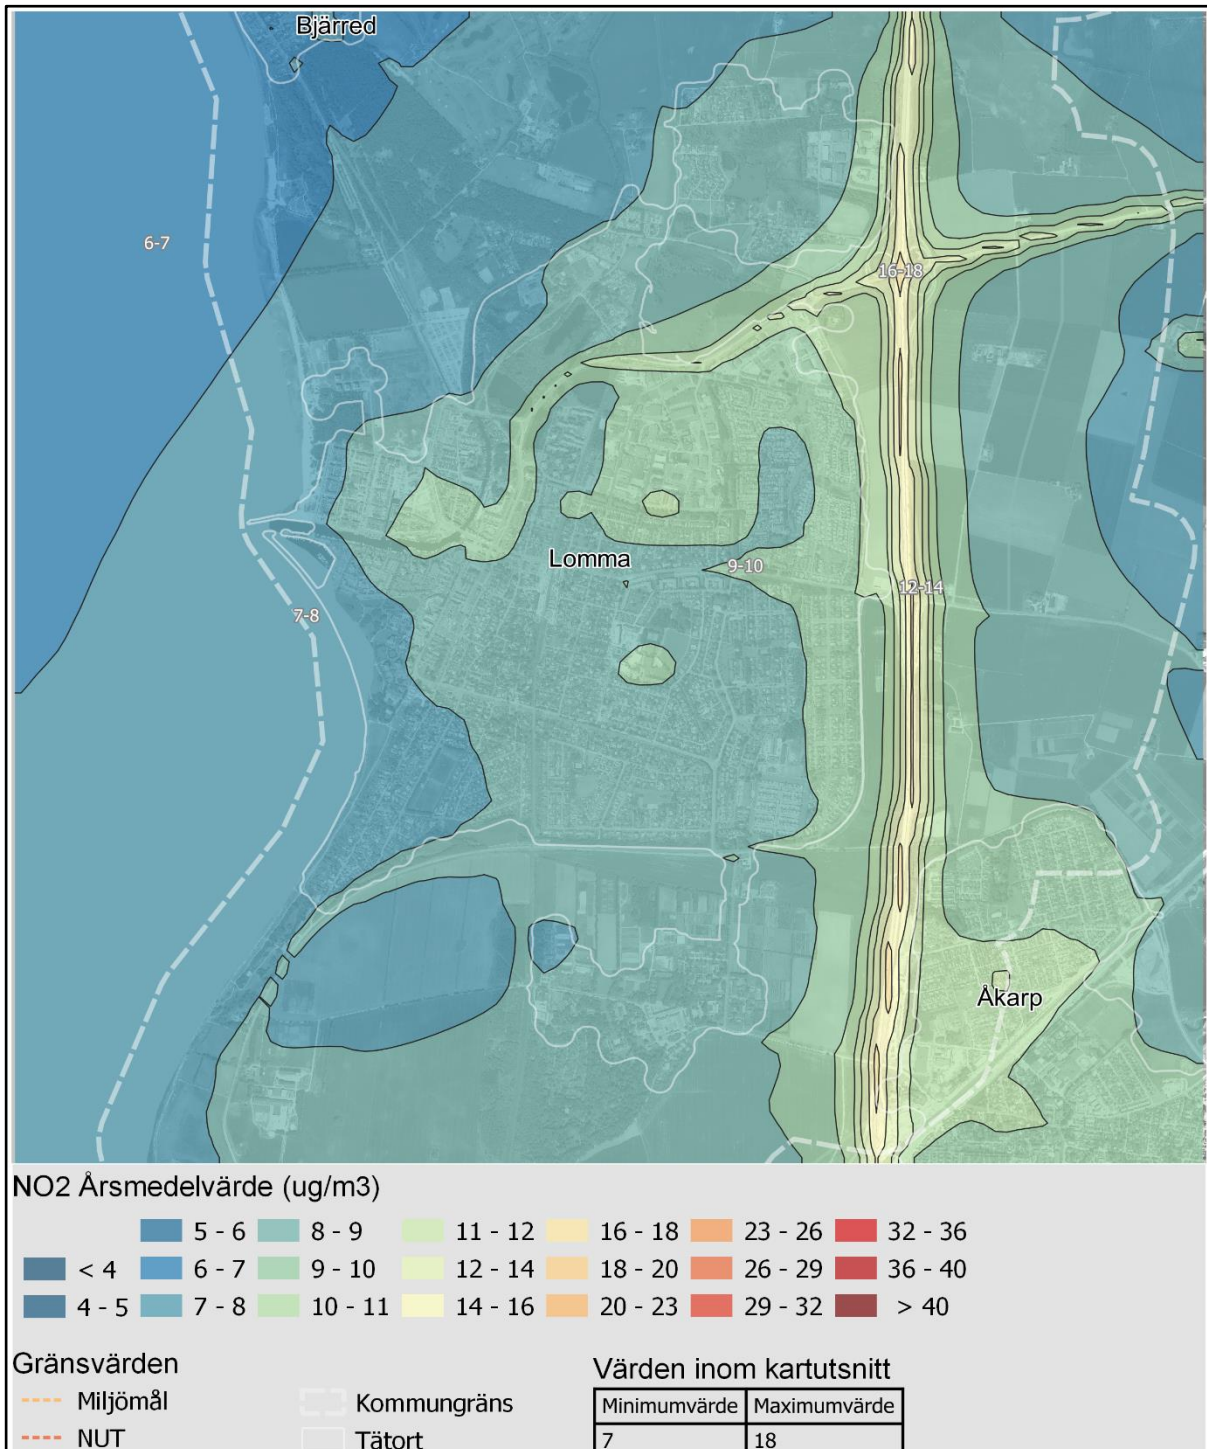 Bjärred
6-7
16-18
Lomma
9-10
12-14
7-8
Åkarp
NO2 Årsmedelvärde (ug/m3)
5 - 6 8 - 9 11 - 12 16 - 18 23 - 26 32 - 36
< 4 6 - 7 9 - 10 12 - 14 18 - 20 26 - 29 36 - 40
4 - 5 7 - 8 10 - 11 14 - 16 20 - 23 29 - 32 > 40
Gränsvärden
Miljömål
NUT
Kommungräns
Tätort
Värden inom kartutsnitt
Minimumvärde Maximumvärde
7 18